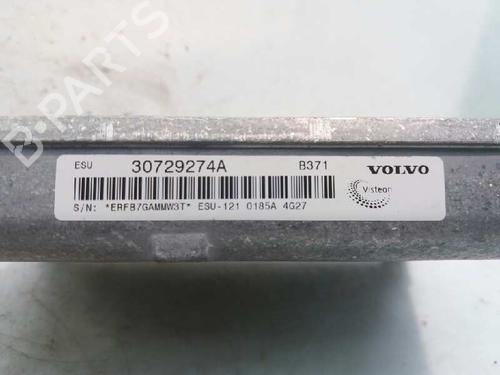 B-PARTS
ESU 30729274A B371 VOLVO
Visteon
S/N: *ERFB7GAMMW3T* ESU-121 0185A 4G27